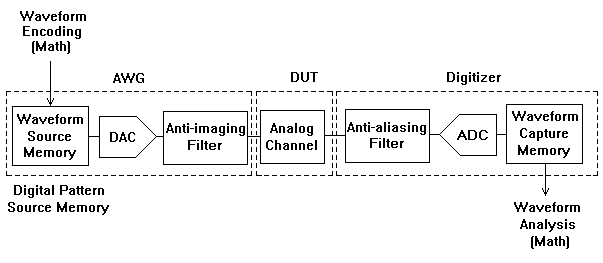 Waveform
Encoding
(Math)
AWG
DUT
Digitizer
Waveform
Source
Memory
DAC
Anti-imaging
Filter
Analog
Channel
Anti-aliasing
Filter
ADC
Waveform
Capture
Memory
Digital Pattern
Source Memory
Waveform
Analysis
(Math)